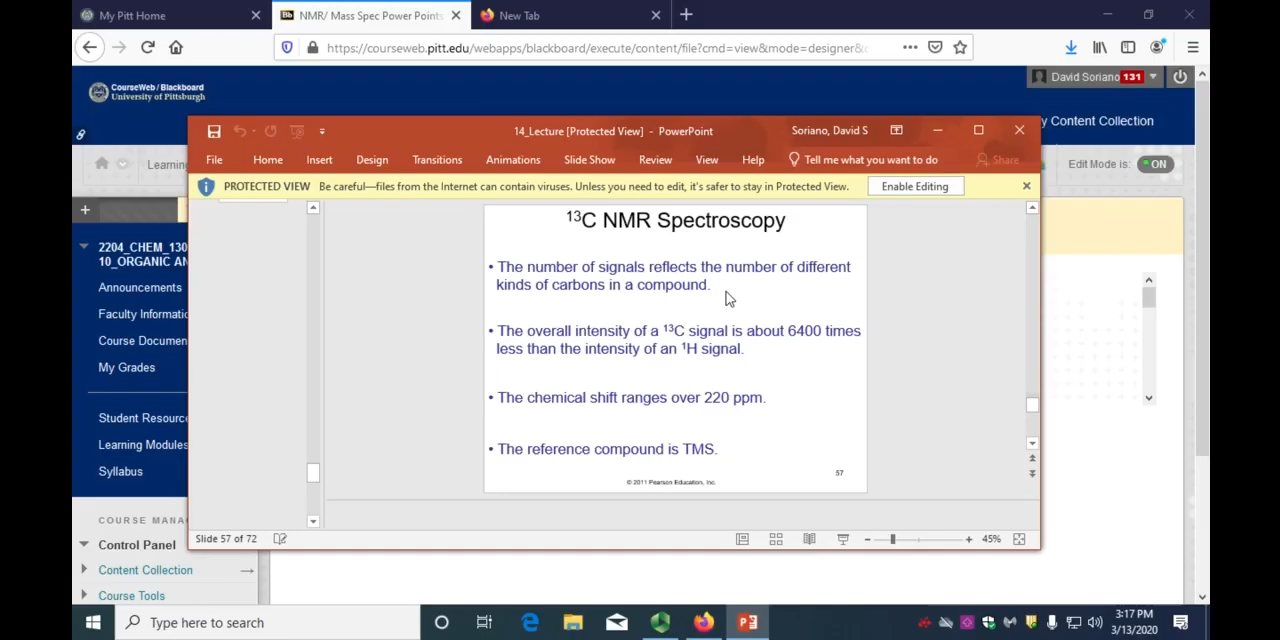 My Pitt Home
NMR/ Mass Spec Power Points
New Tab
https://courseweb.pitt.edu/webapps/blackboard/execute/content/file?cmd=view&mode=designer&c
CourseWeb / Blackboard
University of Pittsburgh
David Soriano 131
y Content Collection
Learning
Edit Mode is: ON
14_Lecture [Protected View] - PowerPoint
Soriano, David S
File Home Insert Design Transitions Animations Slide Show Review View Help Tell me what you want to do Share
PROTECTED VIEW Be careful—files from the Internet can contain viruses. Unless you need to edit, it's safer to stay in Protected View. Enable Editing
2204_CHEM_130
10_ORGANIC AN
Announcements
Faculty Informati
Course Documen
My Grades
Student Resource
Learning Modules
Syllabus
COURSE MANA
Control Panel
Content Collection
Course Tools
¹³C NMR Spectroscopy
• The number of signals reflects the number of different
kinds of carbons in a compound.
• The overall intensity of a ¹³C signal is about 6400 times
less than the intensity of an ¹H signal.
• The chemical shift ranges over 220 ppm.
• The reference compound is TMS.
57
© 2011 Pearson Education, Inc.
Slide 57 of 72
45%
Type here to search
3:17 PM
3/13/2020